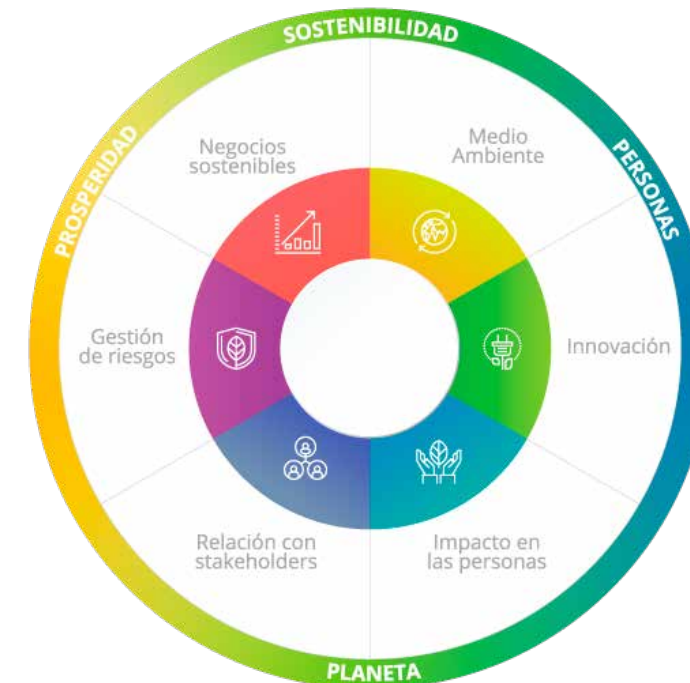 SOSTENIBILIDAD
PROSPERIDAD
PERSONAS
Negocios
sostenibles
Medio
Ambiente
Gestión
de riesgos
Innovación
Relación con
stakeholders
Impacto en
las personas
PLANETA